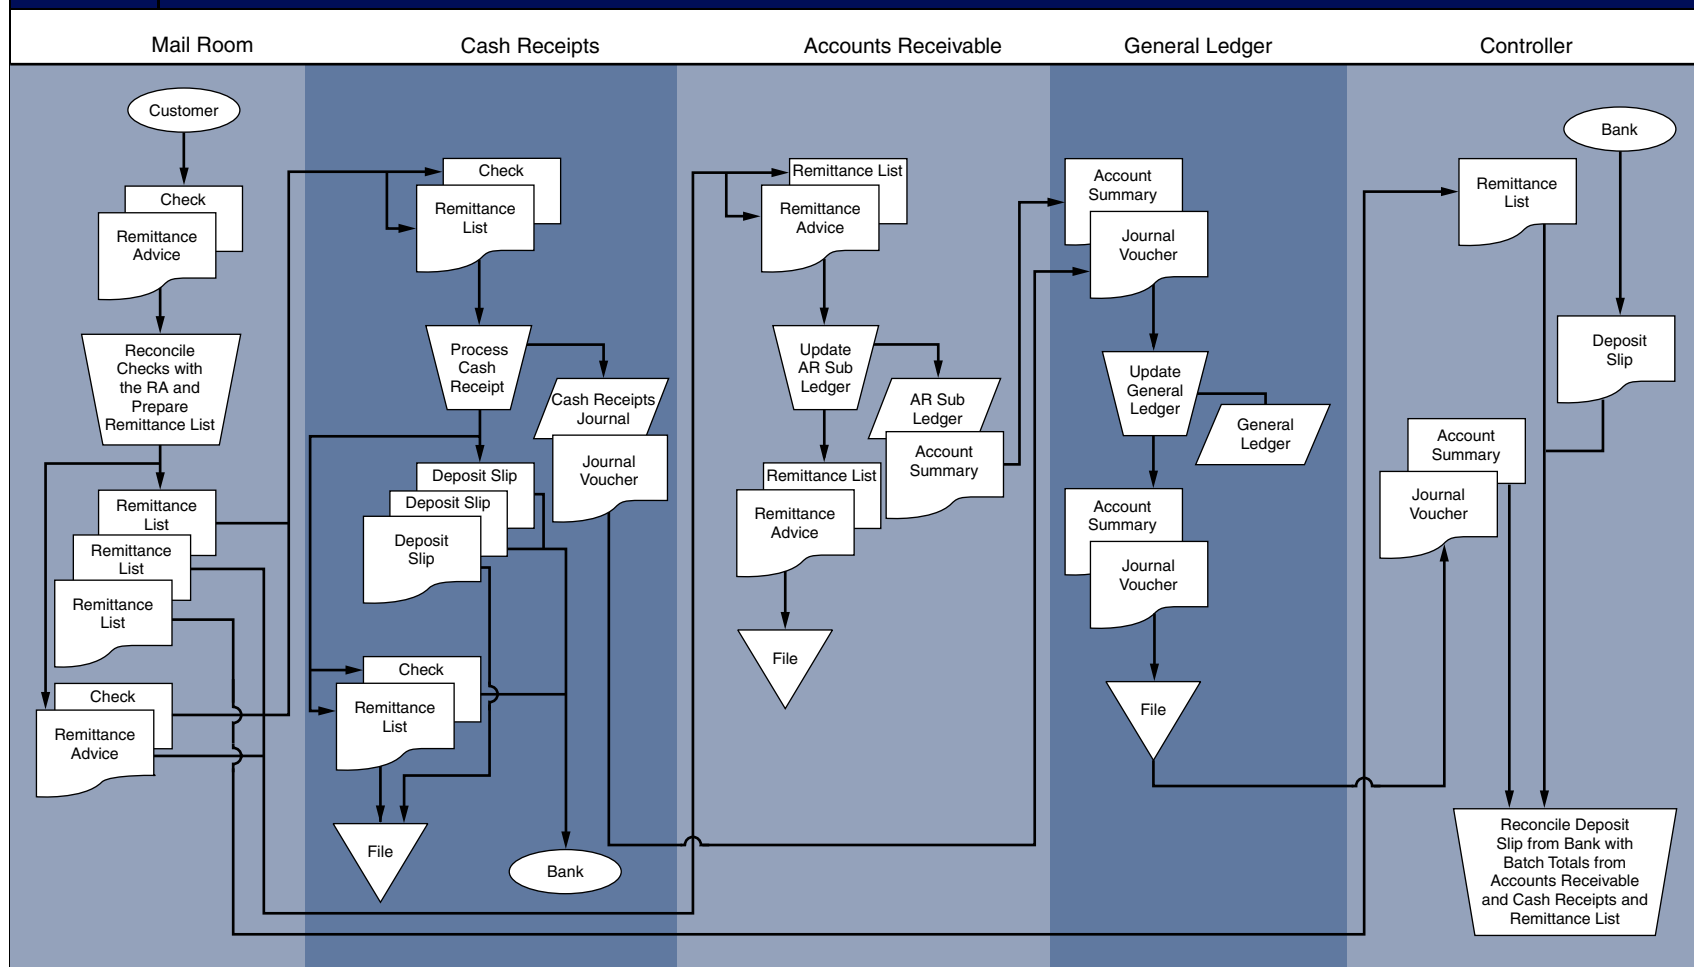 Mail Room
Cash Receipts
Accounts Receivable
General Ledger
Controller
Customer
Check
Remittance
Advice
Reconcile
Checks with
the RA and
Prepare
Remittance List
Remittance
List
Remittance
List
Remittance
List
Check
Remittance
Advice
Check
Remittance
List
Process
Cash
Receipt
Cash Receipts
Journal
Journal
Voucher
Deposit Slip
Deposit Slip
Deposit
Slip
Check
Remittance
List
File
Bank
Remittance List
Remittance
Advice
Update
AR Sub
Ledger
AR Sub
Ledger
Account
Summary
Remittance List
Remittance
Advice
File
Account
Summary
Journal
Voucher
Update
General
Ledger
General
Ledger
Account
Summary
Journal
Voucher
File
Bank
Remittance
List
Deposit
Slip
Account
Summary
Journal
Voucher
Reconcile Deposit
Slip from Bank with
Batch Totals from
Accounts Receivable
and Cash Receipts and
Remittance List